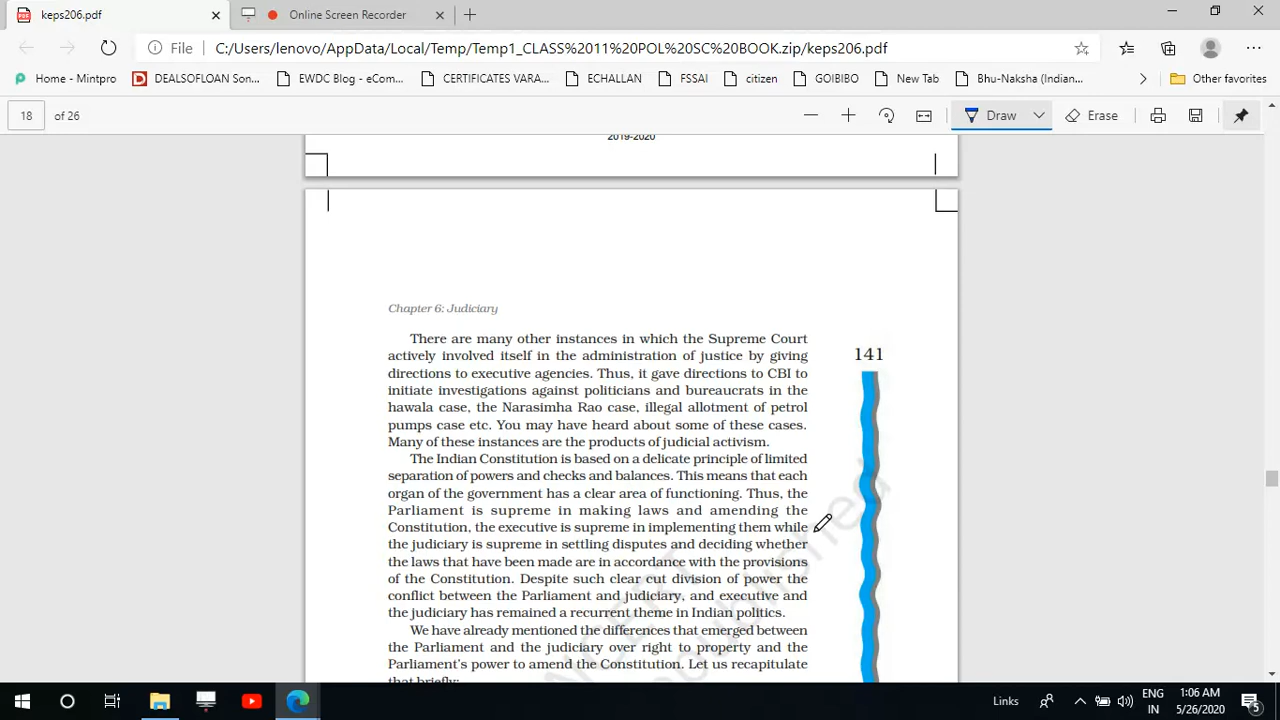 keps206.pdf
Online Screen Recorder
File
C:/Users/lenovo/AppData/Local/Temp/Temp1_CLASS%2011%20POL%20SC%20BOOK.zip/keps206.pdf
Home - Mintpro
DEALSOFLOAN Son...
EWDC Blog - eCom...
CERTIFICATES VARA...
ECHALLAN
FSSAI
citizen
GOIBIBO
New Tab
Bhu-Naksha (Indian...
Other favorites
18 of 26
Draw
Erase
2019-2020
Chapter 6: Judiciary
141
There are many other instances in which the Supreme Court
actively involved itself in the administration of justice by giving
directions to executive agencies. Thus, it gave directions to CBI to
initiate investigations against politicians and bureaucrats in the
hawala case, the Narasimha Rao case, illegal allotment of petrol
pumps case etc. You may have heard about some of these cases.
Many of these instances are the products of judicial activism.
The Indian Constitution is based on a delicate principle of limited
separation of powers and checks and balances. This means that each
organ of the government has a clear area of functioning. Thus, the
Parliament is supreme in making laws and amending the
Constitution, the executive is supreme in implementing them while
the judiciary is supreme in settling disputes and deciding whether
the laws that have been made are in accordance with the provisions
of the Constitution. Despite such clear cut division of power the
conflict between the Parliament and judiciary, and executive and
the judiciary has remained a recurrent theme in Indian politics.
We have already mentioned the differences that emerged between
the Parliament and the judiciary over right to property and the
Parliament's power to amend the Constitution. Let us recapitulate
that briefly:
Links
ENG
IN
1:06 AM
5/26/2020
5